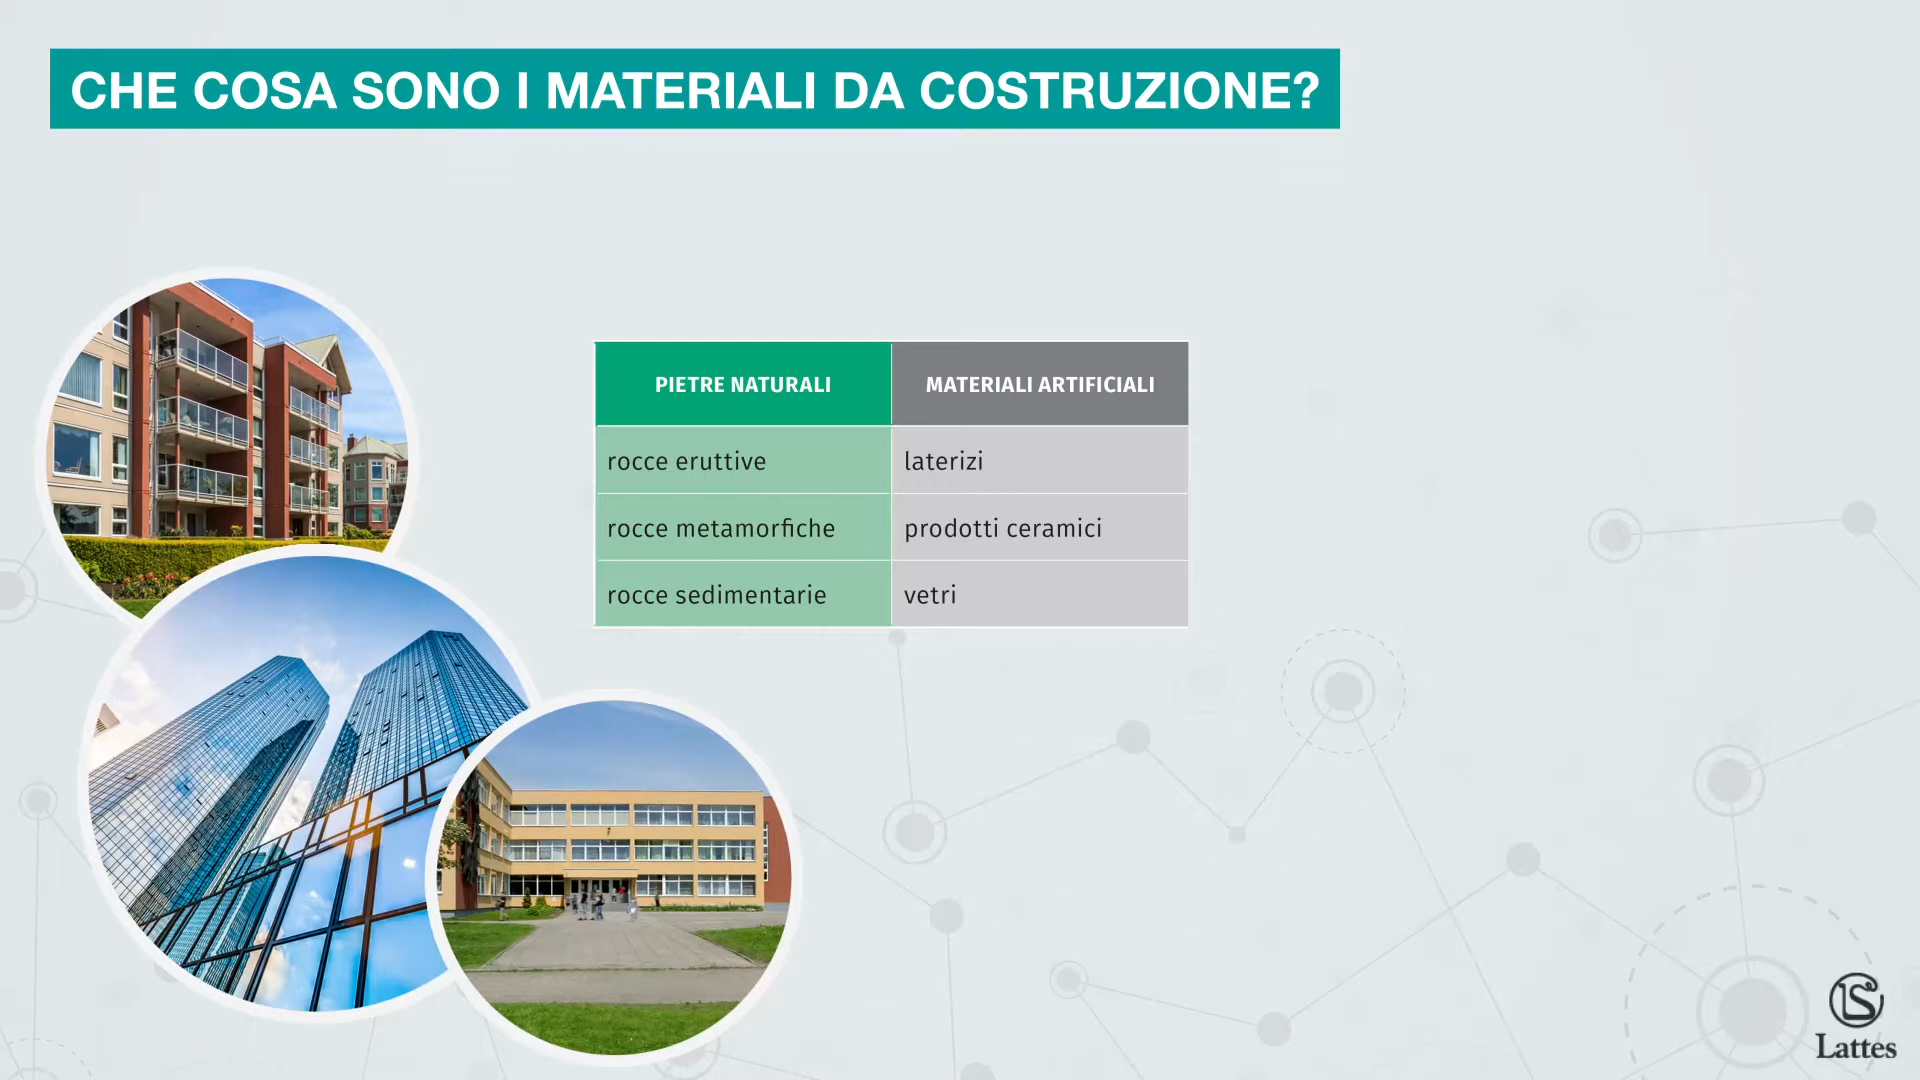 CHE COSA SONO I MATERIALI DA COSTRUZIONE?
PIETRE NATURALI MATERIALI ARTIFICIALI
rocce eruttive laterizi
rocce metamorfiche prodotti ceramici
rocce sedimentarie vetri
LS
Lattes